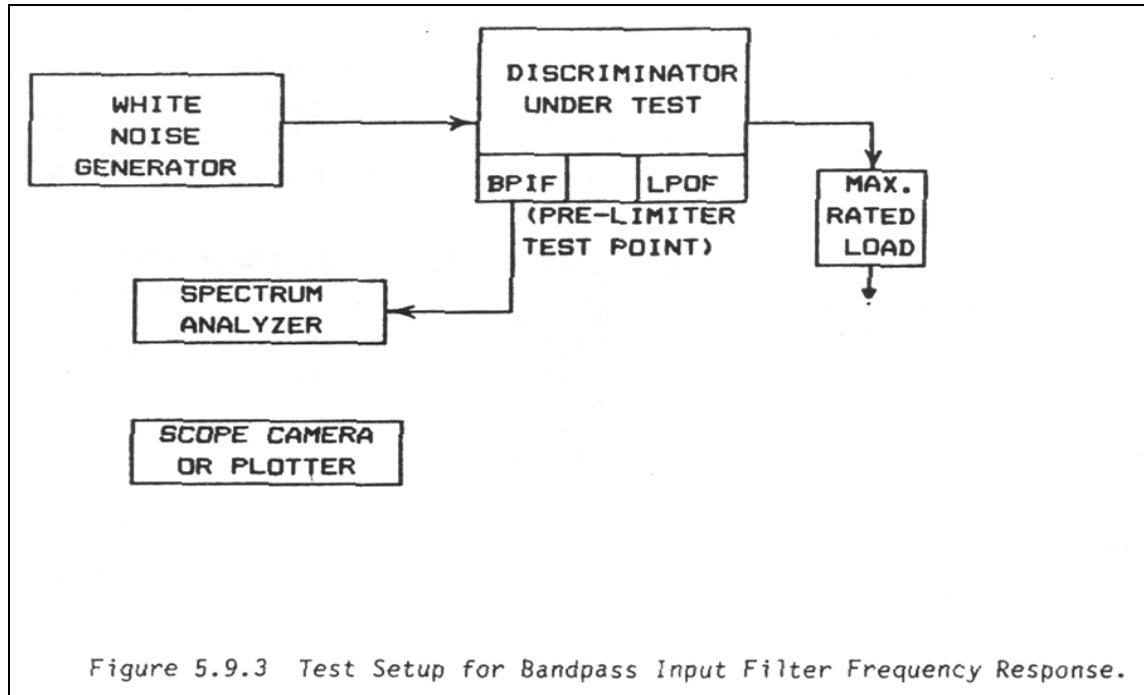 WHITE
NOISE
GENERATOR
DISCRIMINATOR
UNDER TEST
BPIF
LPOF
(PRE-LIMITER
TEST POINT)
MAX.
RATED
LOAD
SPECTRUM
ANALYZER
SCOPE CAMERA
OR PLOTTER
Figure 5.9.3 Test Setup for Bandpass Input Filter Frequency Response.